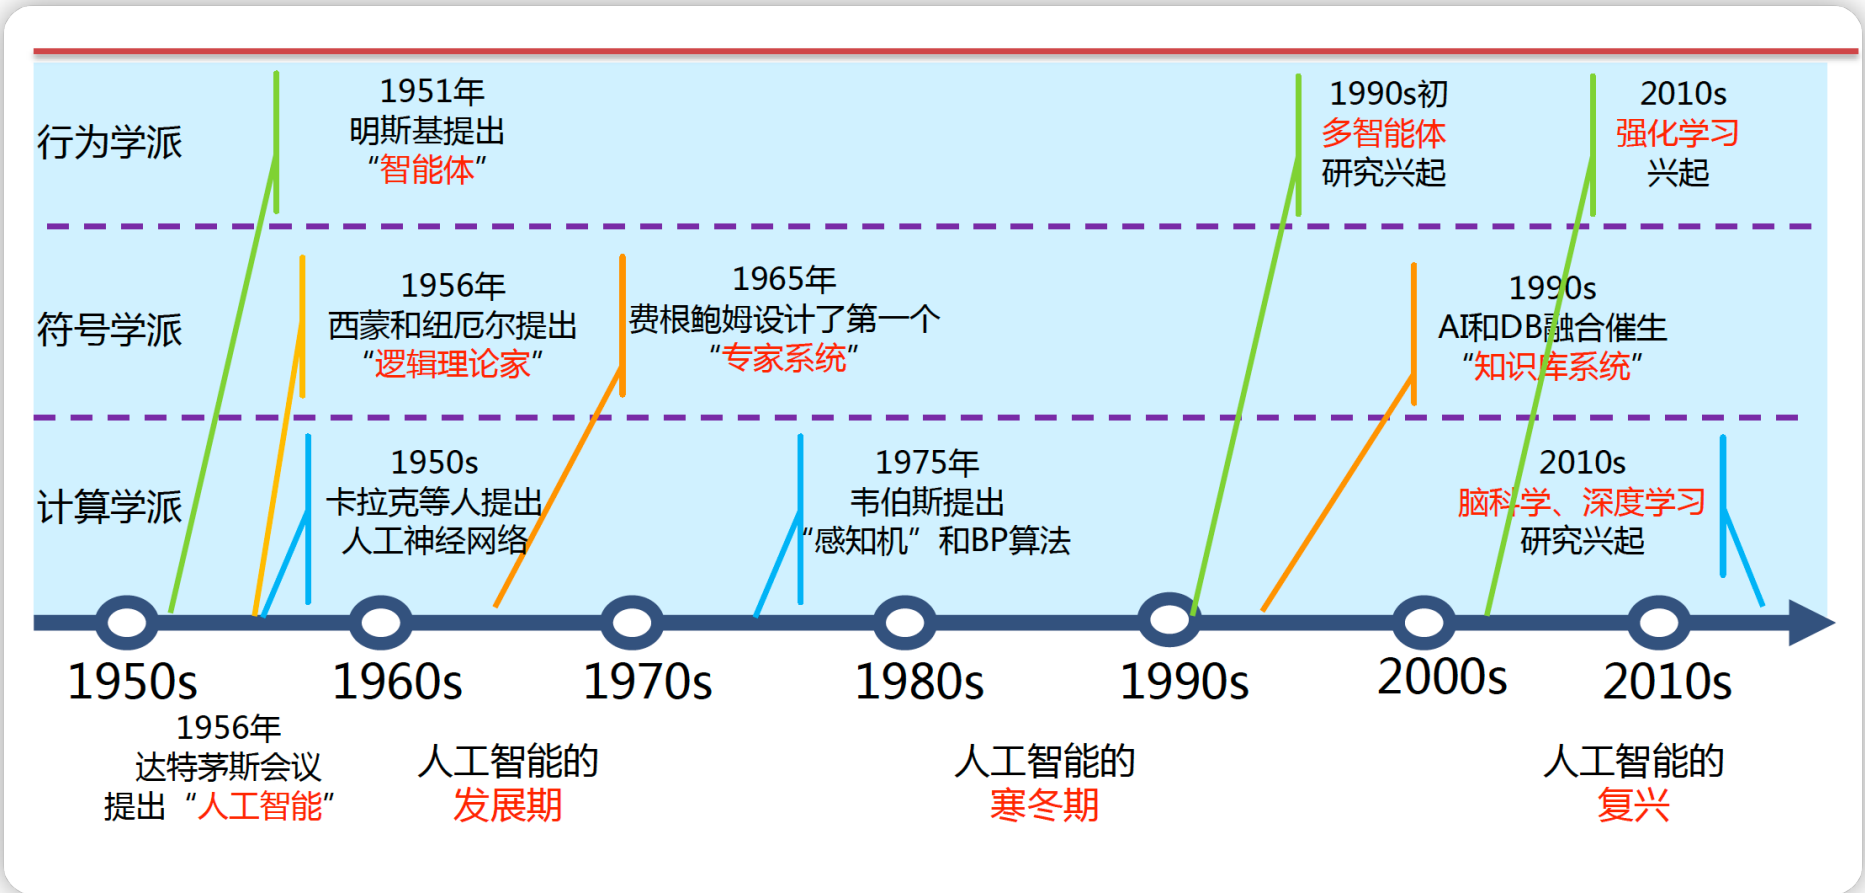 行为学派
1951年
明斯基提出
“智能体”
1990s初
多智能体
研究兴起
2010s
强化学习
兴起
符号学派
1956年
西蒙和纽厄尔提出
“逻辑理论家”
1965年
费根鲍姆设计了第一个
“专家系统”
1990s
AI和DB融合催生
“知识库系统”
计算学派
1950s
卡拉克等人提出
人工神经网络
1975年
韦伯斯提出
“感知机”和BP算法
2010s
脑科学、深度学习
研究兴起
1950s
1960s
1970s
1980s
1990s
2000s
2010s
1956年
达特茅斯会议
提出“人工智能”
人工智能的
发展期
人工智能的
寒冬期
人工智能的
复兴